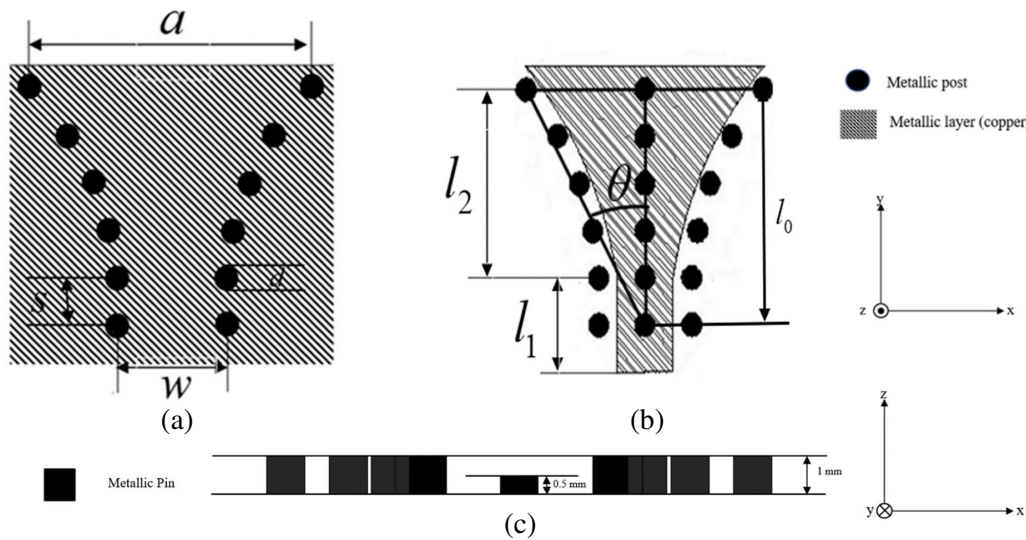 a
s
d
w
(a)
l₂
θ
l₀
l₁
(b)
Metallic post
Metallic layer (copper
y
z
x
z
y
x
Metallic Pin
0.5 mm
1 mm
(c)